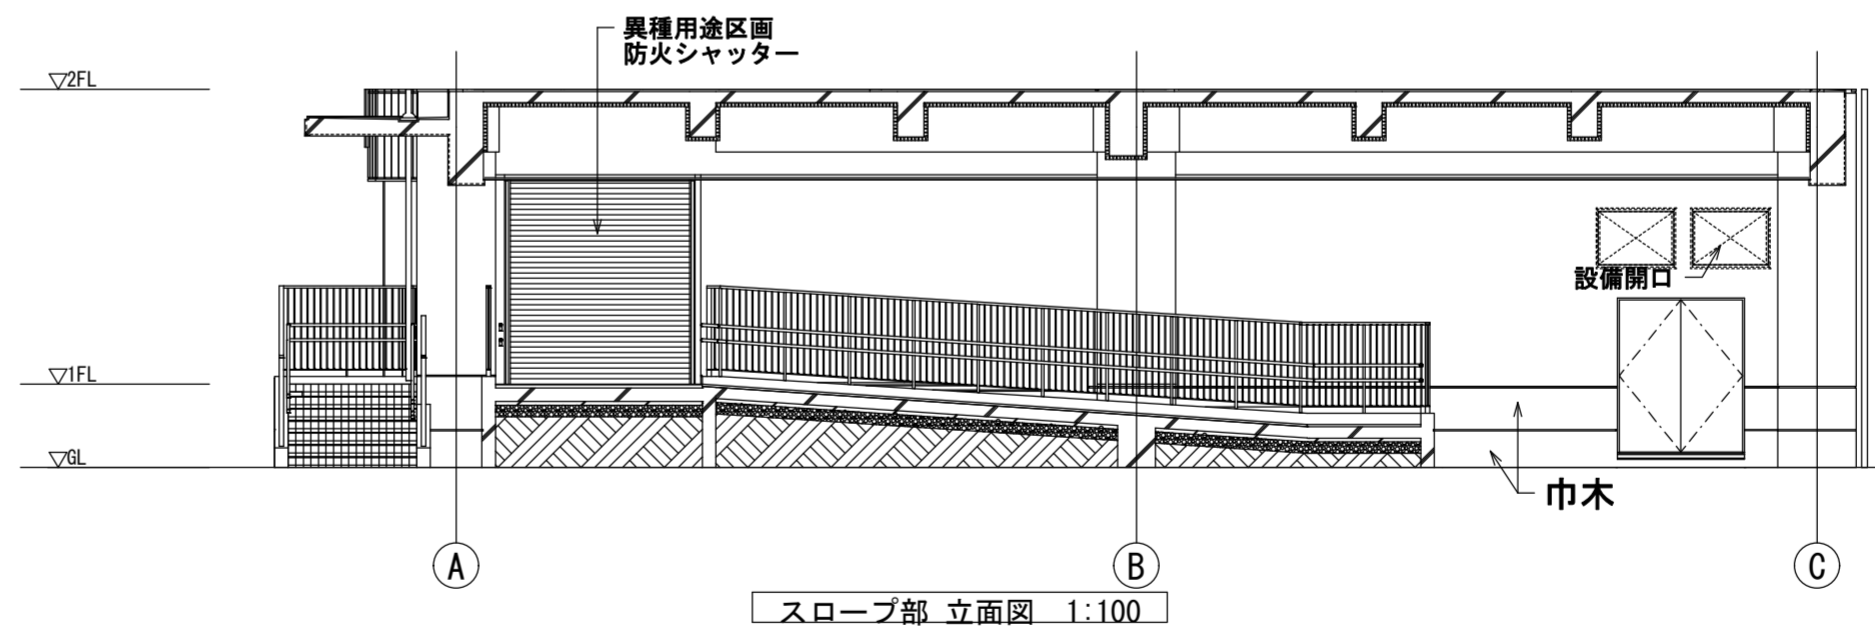 異種用途区画
防火シャッター
▽2FL
設備開口
▽1FL
▽GL
巾木
A
B
C
スロープ部 立面図 1:100